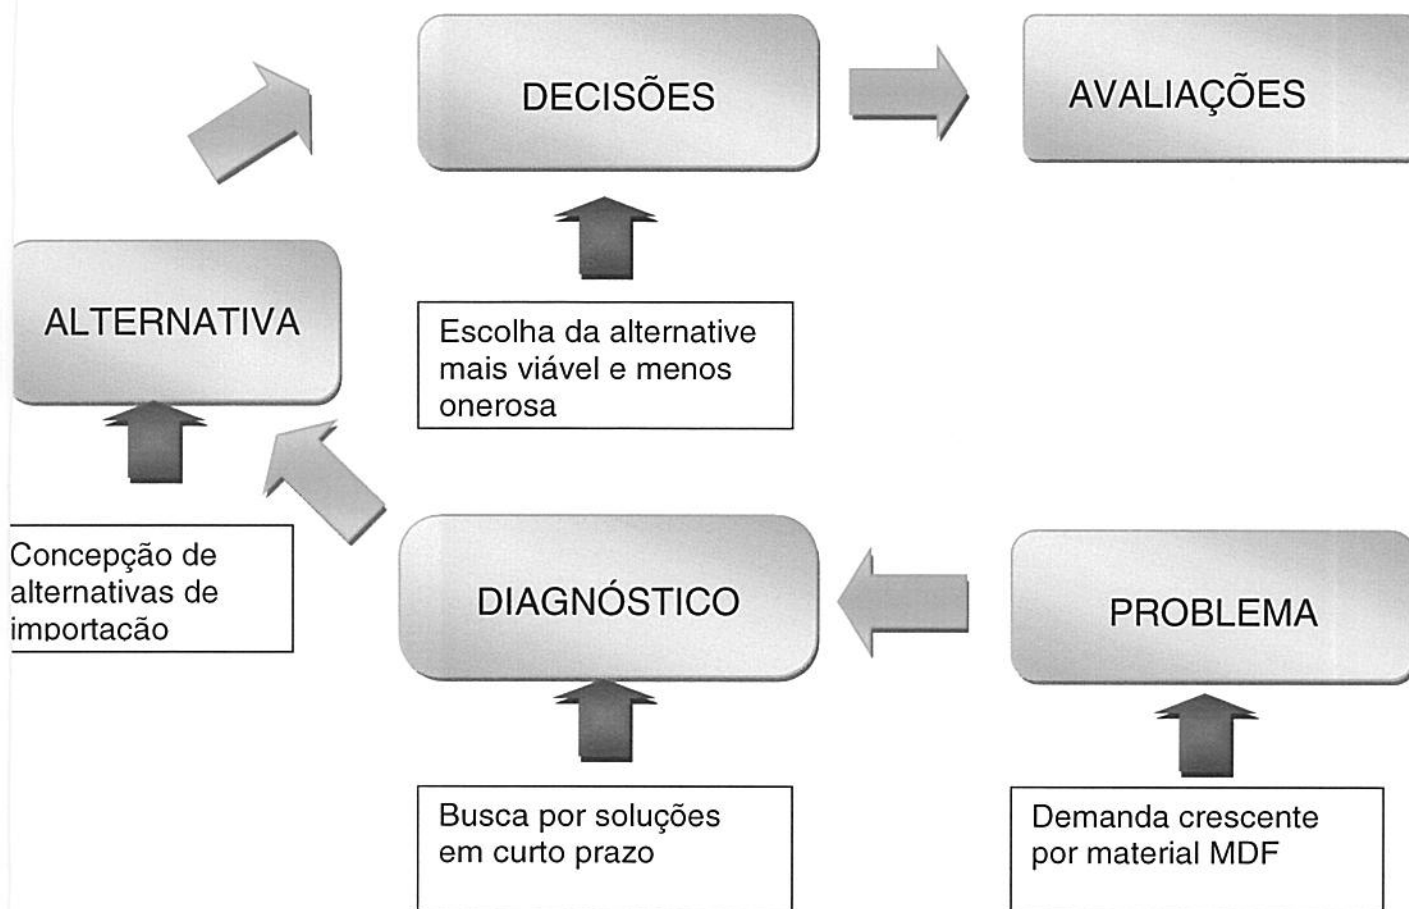 DECISÕES
AVALIAÇÕES
ALTERNATIVA
Escolha da alternative
mais viável e menos
onerosa
Concepção de
alternativas de
importação
DIAGNÓSTICO
PROBLEMA
Busca por soluções
em curto prazo
Demanda crescente
por material MDF